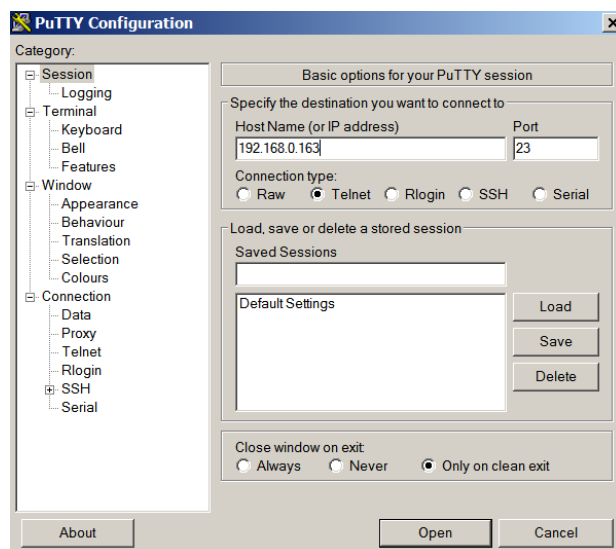 PuTTY Configuration
Category:
Session
Logging
Terminal
Keyboard
Bell
Features
Window
Appearance
Behaviour
Translation
Selection
Colours
Connection
Data
Proxy
Telnet
Rlogin
SSH
Serial
Basic options for your PuTTY session
Specify the destination you want to connect to
Host Name (or IP address) Port
192.168.0.163 23
Connection type:
Raw Telnet Rlogin SSH Serial
Load, save or delete a stored session
Saved Sessions
Default Settings
Load
Save
Delete
Close window on exit:
Always Never Only on clean exit
About Open Cancel